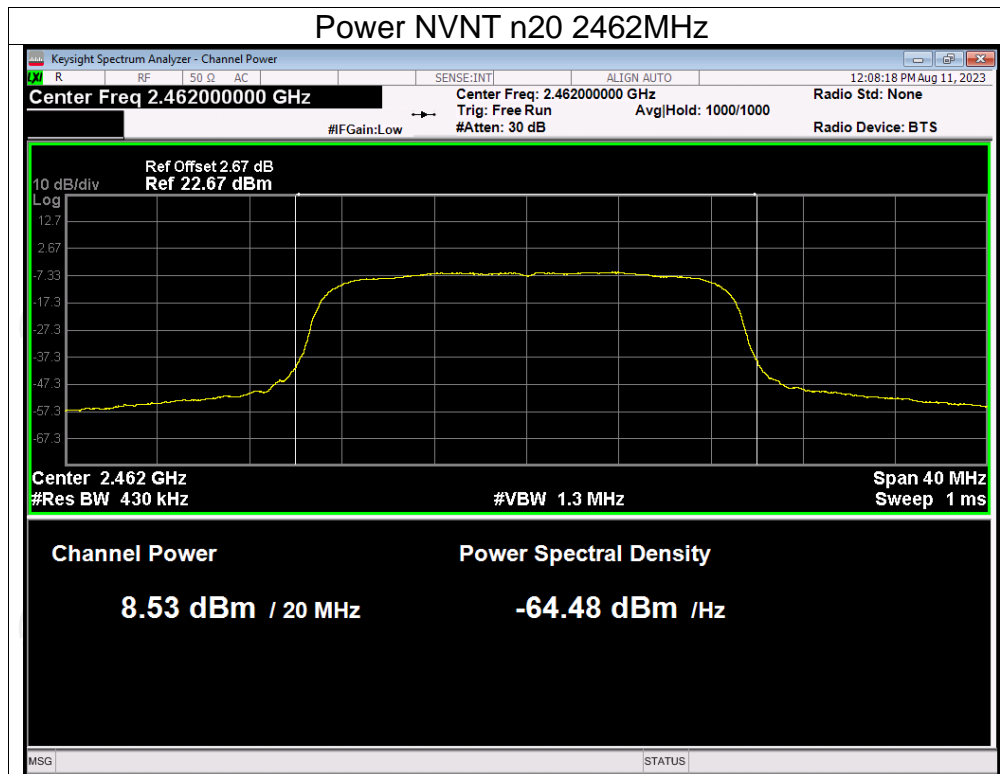 Power NVNT n20 2462MHz
Keysight Spectrum Analyzer - Channel Power
LXI R RF 50 Ω AC SENSE:INT ALIGN AUTO 12:08:18 PM Aug 11, 2023
Center Freq 2.462000000 GHz
Center Freq: 2.462000000 GHz
Radio Std: None
Trig: Free Run Avg|Hold: 1000/1000
#IFGain:Low
#Atten: 30 dB
Radio Device: BTS
Ref Offset 2.67 dB
10 dB/div Ref 22.67 dBm
Log
12.7
2.67
-7.33
-17.3
-27.3
-37.3
-47.3
-57.3
-67.3
Center 2.462 GHz Span 40 MHz
#Res BW 430 kHz #VBW 1.3 MHz Sweep 1 ms
Channel Power Power Spectral Density
8.53 dBm / 20 MHz -64.48 dBm /Hz
MSG STATUS